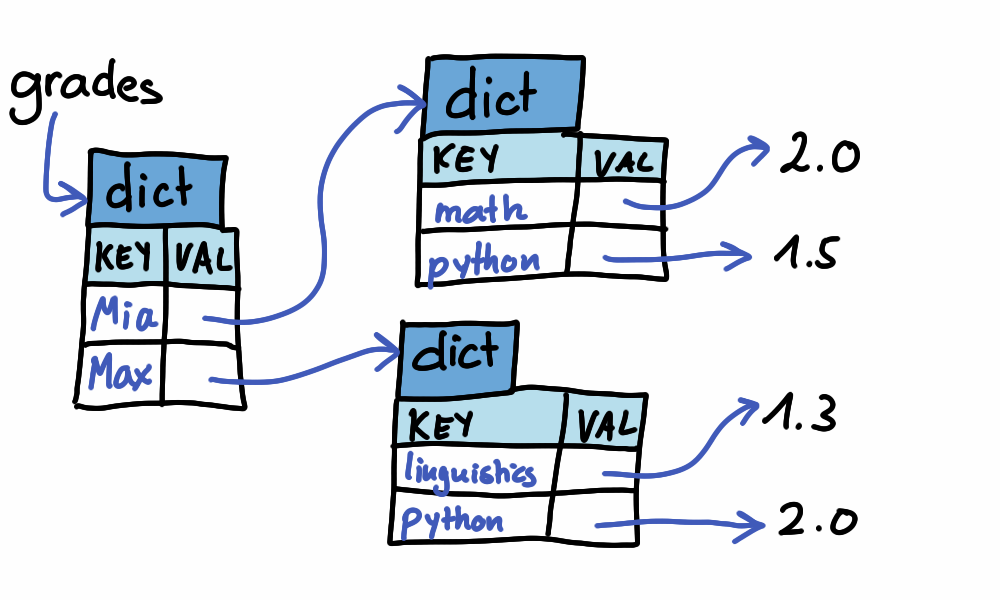 grades
dict
KEY VAL
Mia
Max
dict
KEY VAL
math
python
2.0
1.5
dict
KEY VAL
linguistics
python
1.3
2.0